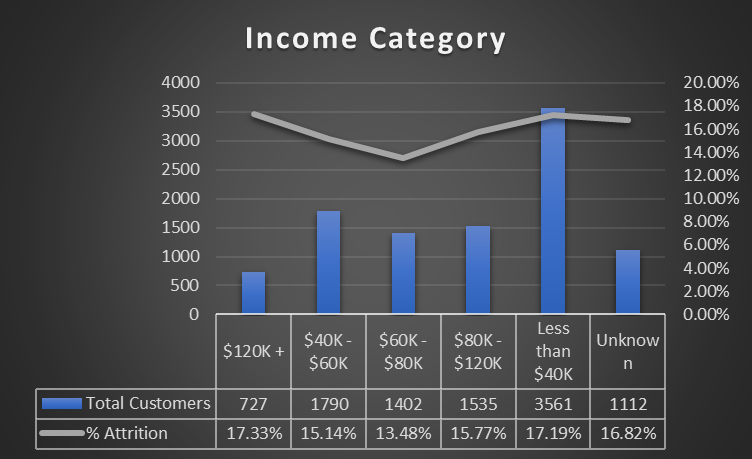 Income Category
4000 20.00%
3500 18.00%
3000 16.00%
2500 14.00%
2000 12.00%
1500 10.00%
1000 8.00%
500 6.00%
0 4.00%
2.00%
0.00%
$120K + $40K - $60K - $80K - Less Unknow
$60K $80K $120K than n
$40K
Total Customers 727 1790 1402 1535 3561 1112
% Attrition 17.33% 15.14% 13.48% 15.77% 17.19% 16.82%